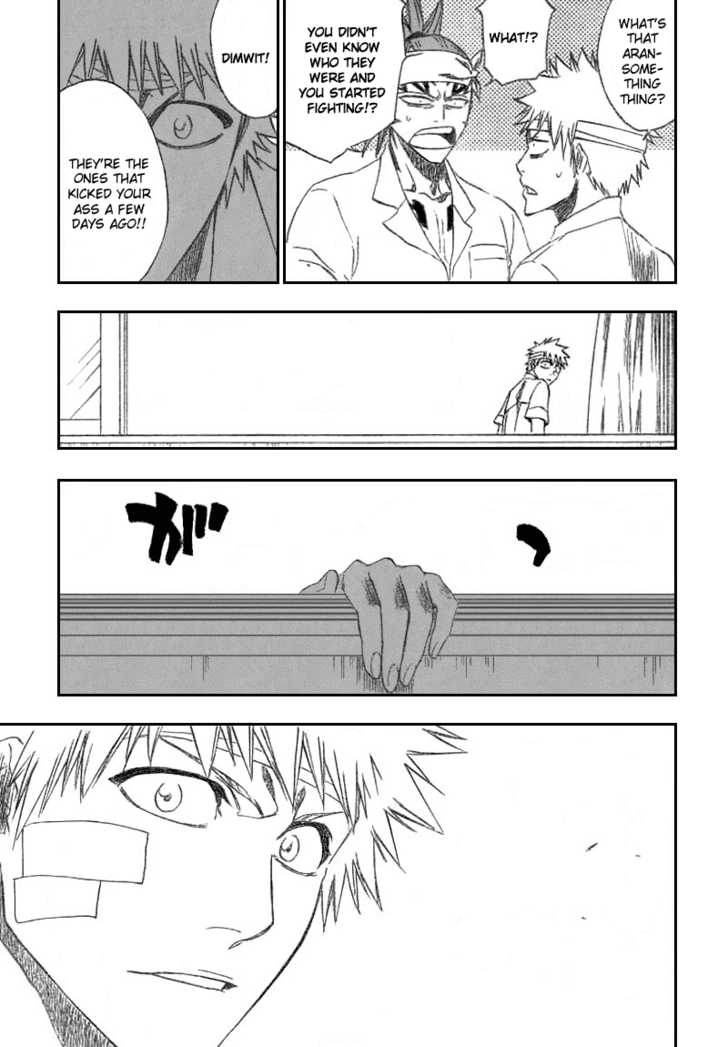 WHAT'S
THAT
ARAN-
SOME-
THING
THING?
WHAT!?
YOU DIDN'T
EVEN KNOW
WHO THEY
WERE AND
YOU STARTED
FIGHTING!?
DIMWIT!
THEY'RE THE
ONES THAT
KICKED YOUR
ASS A FEW
DAYS AGO!!
ガッ